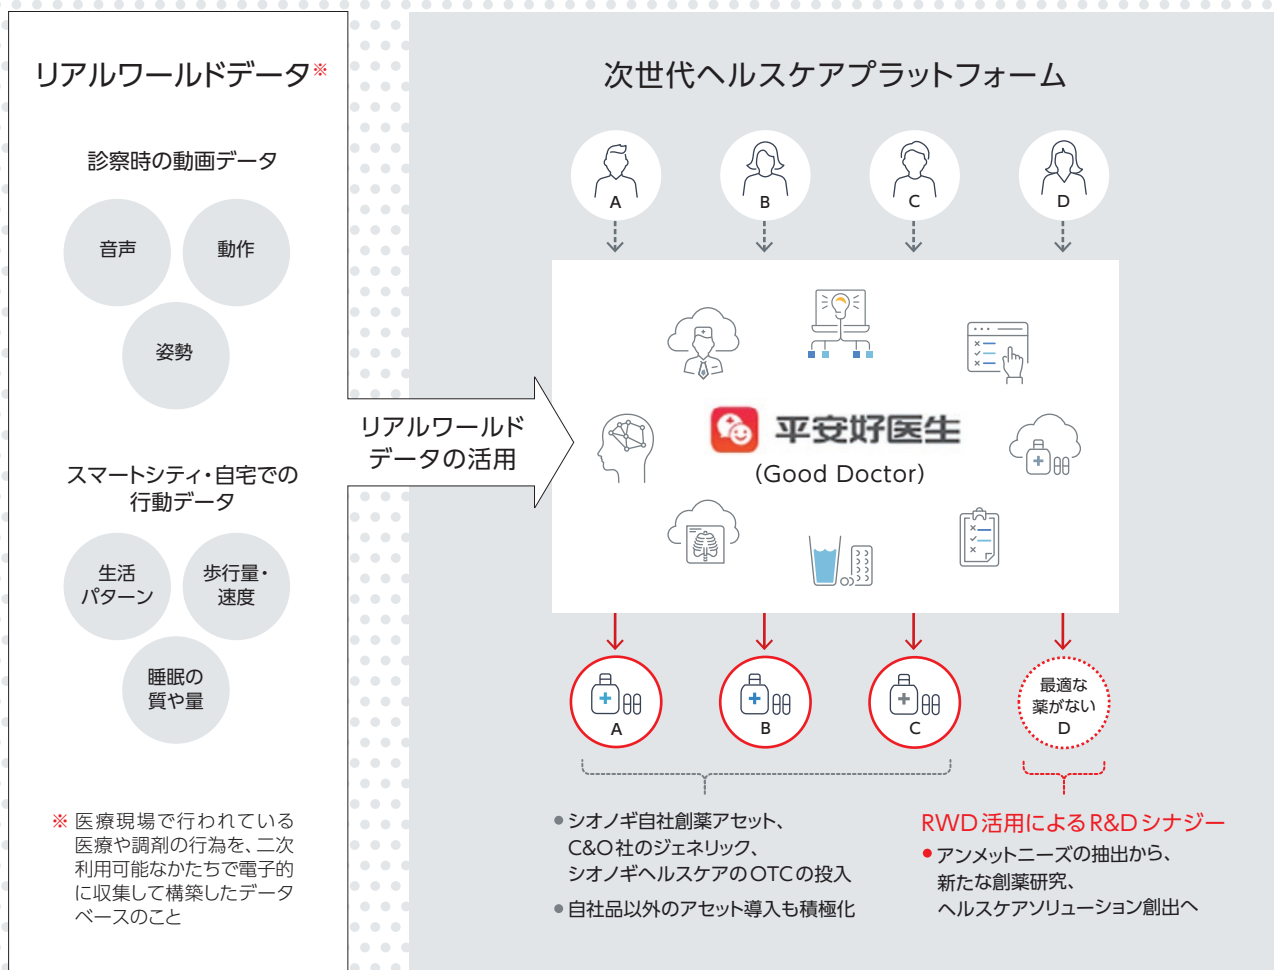 リアルワールドデータ※
診察時の動画データ
音声
動作
姿勢
スマートシティ・自宅での
行動データ
生活
パターン
歩行量・
速度
睡眠の
質や量
※ 医療現場で行われている
医療や調剤の行為を、二次
利用可能なかたちで電子的
に収集して構築したデータ
ベースのこと
リアルワールド
データの活用
次世代ヘルスケアプラットフォーム
A
B
C
D
平安好医生
(Good Doctor)
A
B
C
最適な
薬がない
D
● シオノギ自社創薬アセット、
C&O社のジェネリック、
シオノギヘルスケアのOTCの投入
● 自社品以外のアセット導入も積極化
RWD活用によるR&Dシナジー
● アンメットニーズの抽出から、
新たな創薬研究、
ヘルスケアソリューション創出へ